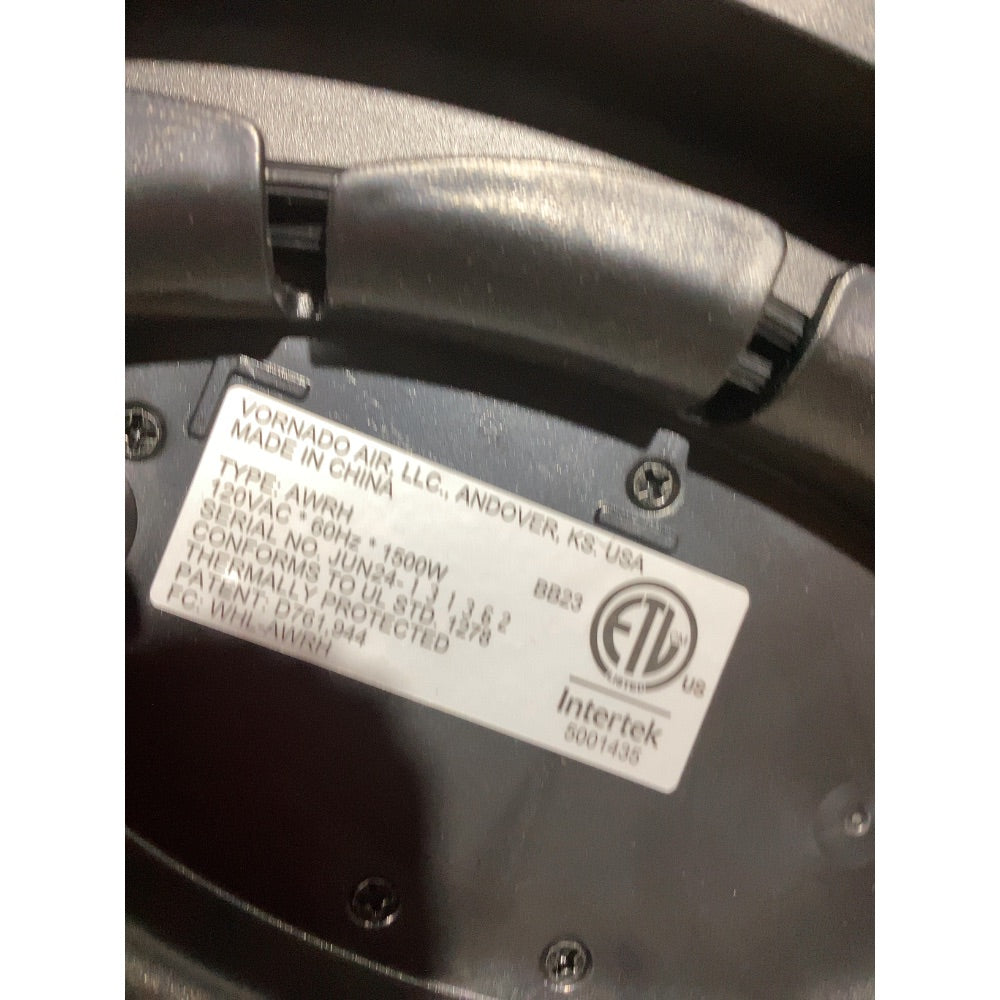 VORNADO AIR, LLC., ANDOVER, KS. USA
MADE IN CHINA
TYPE: AWRH
120VAC * 60Hz * 1500W
SERIAL NO. JUN24-131362
CONFORMS TO UL STD. 1278
THERMALLY PROTECTED
PATENT: D761,944
FC: WHL-AWRH
BB23
ETL
LISTED
US
Intertek
5001435